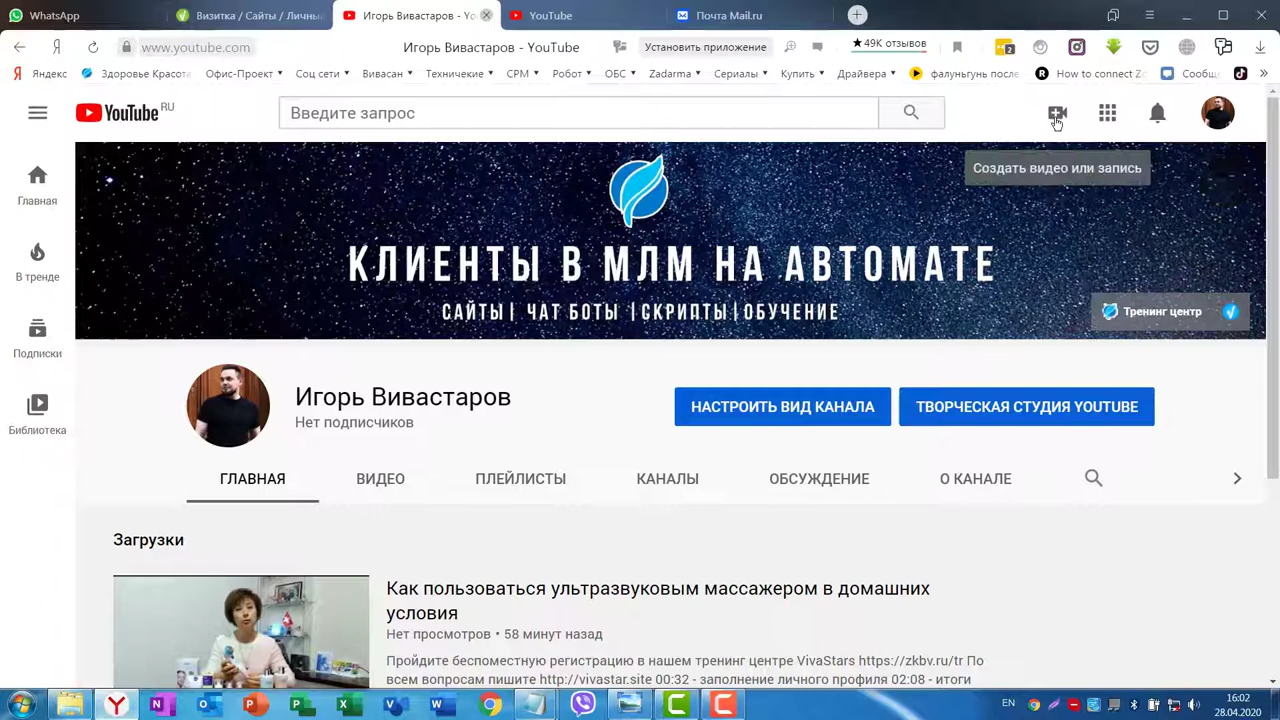 WhatsApp
Визитка / Сайты / Личны
Игорь Вивастаров - Yo
YouTube
Почта Mail.ru
www.youtube.com
Игорь Вивастаров - YouTube
Установить приложение
★49K отзывов
2
Яндекс
Здоровье Красота
Офис-Проект
Соц сети
Вивасан
Технические
СРМ
Робот
ОБС
Zadarma
Сериалы
Купить
Драйвера
фалуньгунь после
How to connect Zo
Сообщ
YouTube RU
Введите запрос
Создать видео или запись
Главная
В тренде
Подписки
Библиотека
КЛИЕНТЫ В МЛМ НА АВТОМАТЕ
САЙТЫ| ЧАТ БОТЫ |СКРИПТЫ|ОБУЧЕНИЕ
Тренинг центр
Игорь Вивастаров
Нет подписчиков
НАСТРОИТЬ ВИД КАНАЛА
ТВОРЧЕСКАЯ СТУДИЯ YOUTUBE
ГЛАВНАЯ
ВИДЕО
ПЛЕЙЛИСТЫ
КАНАЛЫ
ОБСУЖДЕНИЕ
О КАНАЛЕ
Загрузки
Как пользоваться ультразвуковым массажером в домашних
условия
Нет просмотров • 58 минут назад
Пройдите беспоместную регистрацию в нашем тренинг центре VivaStars https://zkbv.ru/tr По
всем вопросам пишите http://vivastar.site 00:32 - заполнение личного профиля 02:08 - итоги
EN
16:02
28.04.2020